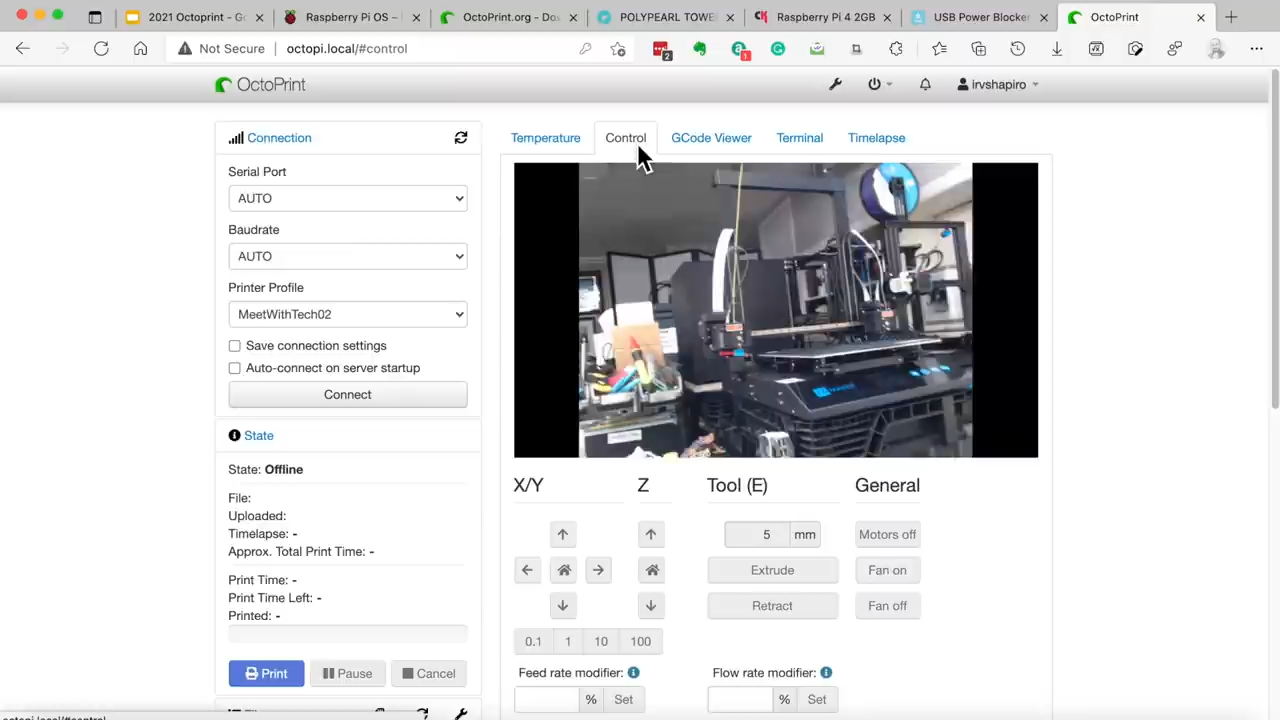 2021 Octoprint - Go
Raspberry Pi OS –
OctoPrint.org - Dow
POLYPEARL TOWE
Raspberry Pi 4 2GB
USB Power Blocker
OctoPrint
Not Secure
octopi.local/#control
2
1
OctoPrint
irvshapiro
Connection
Temperature
Control
GCode Viewer
Terminal
Timelapse
Serial Port
AUTO
Baudrate
AUTO
Printer Profile
MeetWithTech02
Save connection settings
Auto-connect on server startup
Connect
State
State: Offline
File:
Uploaded:
Timelapse: -
Approx. Total Print Time: -
Print Time: -
Print Time Left: -
Printed: -
Print
Pause
Cancel
X/Y
Z
Tool (E)
General
5
mm
Motors off
Extrude
Fan on
Retract
Fan off
0.1
1
10
100
Feed rate modifier:
Flow rate modifier:
%
Set
%
Set